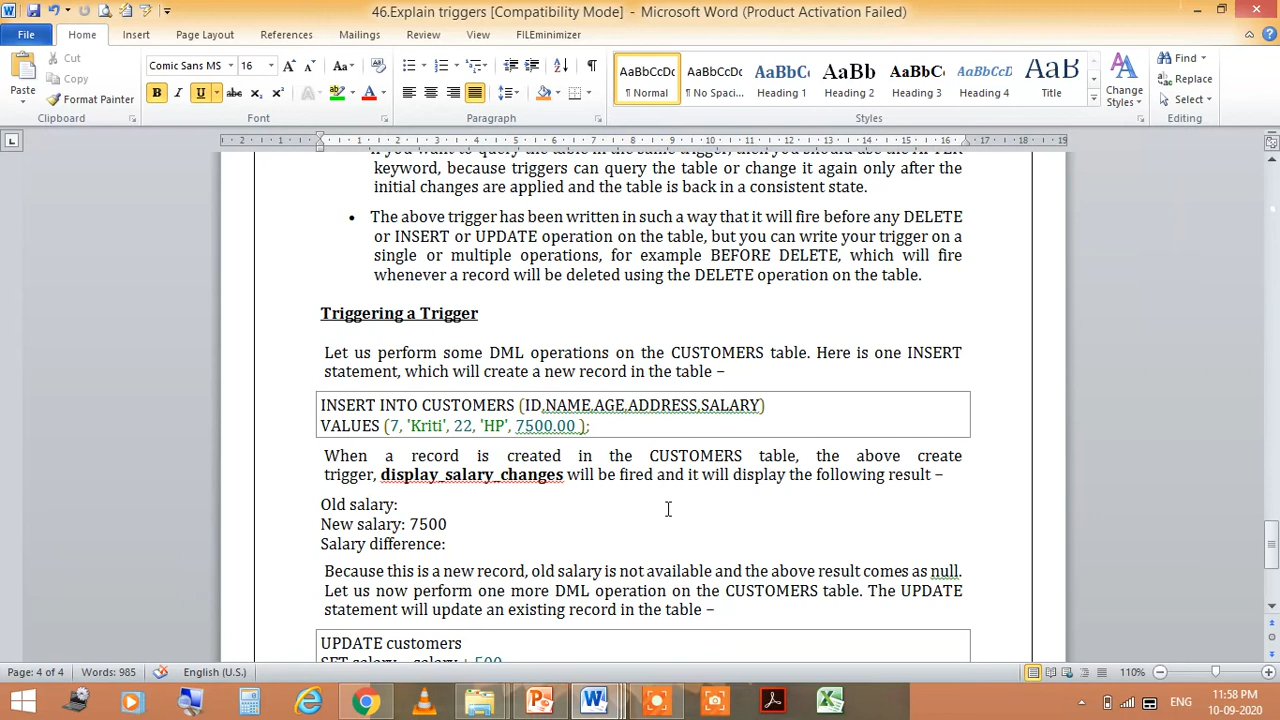 46.Explain triggers [Compatibility Mode] - Microsoft Word (Product Activation Failed)
File Home Insert Page Layout References Mailings Review View FILEminimizer
Paste
Cut
Copy
Format Painter
Clipboard
Comic Sans MS 16
Font
Paragraph
AaBbCcDc AaBbCcDc AaBbCc AaBbCc AaBbCc AaBbCcD AaB
¶ Normal ¶ No Spaci... Heading 1 Heading 2 Heading 3 Heading 4 Title
Change Styles
Styles
Find
Replace
Select
Editing
keyword, because triggers can query the table or change it again only after the
initial changes are applied and the table is back in a consistent state.
• The above trigger has been written in such a way that it will fire before any DELETE
or INSERT or UPDATE operation on the table, but you can write your trigger on a
single or multiple operations, for example BEFORE DELETE, which will fire
whenever a record will be deleted using the DELETE operation on the table.
Triggering a Trigger
Let us perform some DML operations on the CUSTOMERS table. Here is one INSERT
statement, which will create a new record in the table −
INSERT INTO CUSTOMERS (ID,NAME,AGE,ADDRESS,SALARY)
VALUES (7, 'Kriti', 22, 'HP', 7500.00 );
When a record is created in the CUSTOMERS table, the above create
trigger, display_salary_changes will be fired and it will display the following result −
Old salary:
New salary: 7500
Salary difference:
Because this is a new record, old salary is not available and the above result comes as null.
Let us now perform one more DML operation on the CUSTOMERS table. The UPDATE
statement will update an existing record in the table −
UPDATE customers
Page: 4 of 4 Words: 985 English (U.S.) 110%
ENG
11:58 PM
10-09-2020